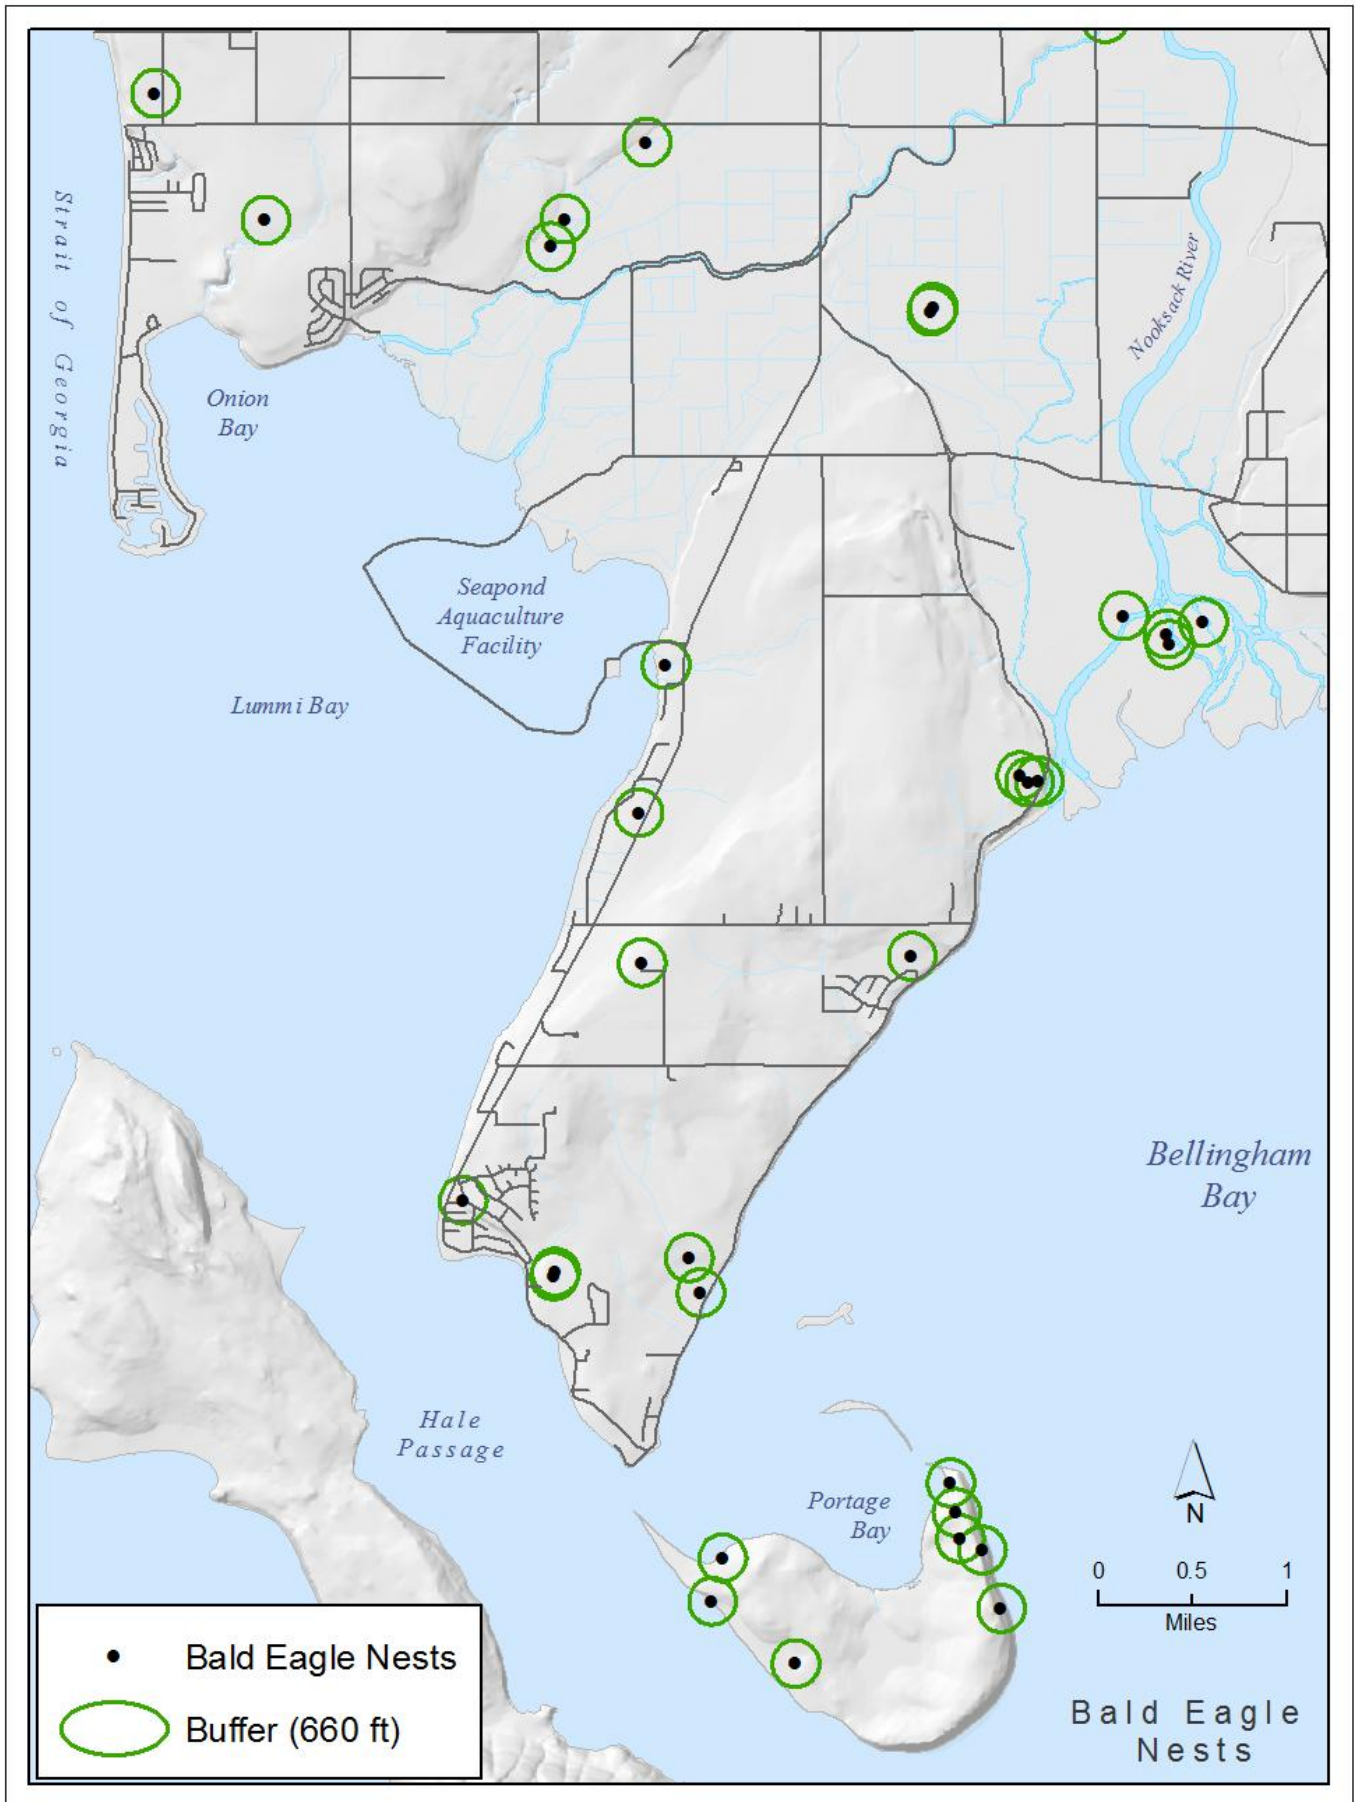 Strait of Georgia
Nooksack River
Onion
Bay
Seapond
Aquaculture
Facility
Lummi Bay
Bellingham
Bay
Hale
Passage
Portage
Bay
N
0 0.5 1
Miles
Bald Eagle Nests
Buffer (660 ft)
Bald Eagle
Nests